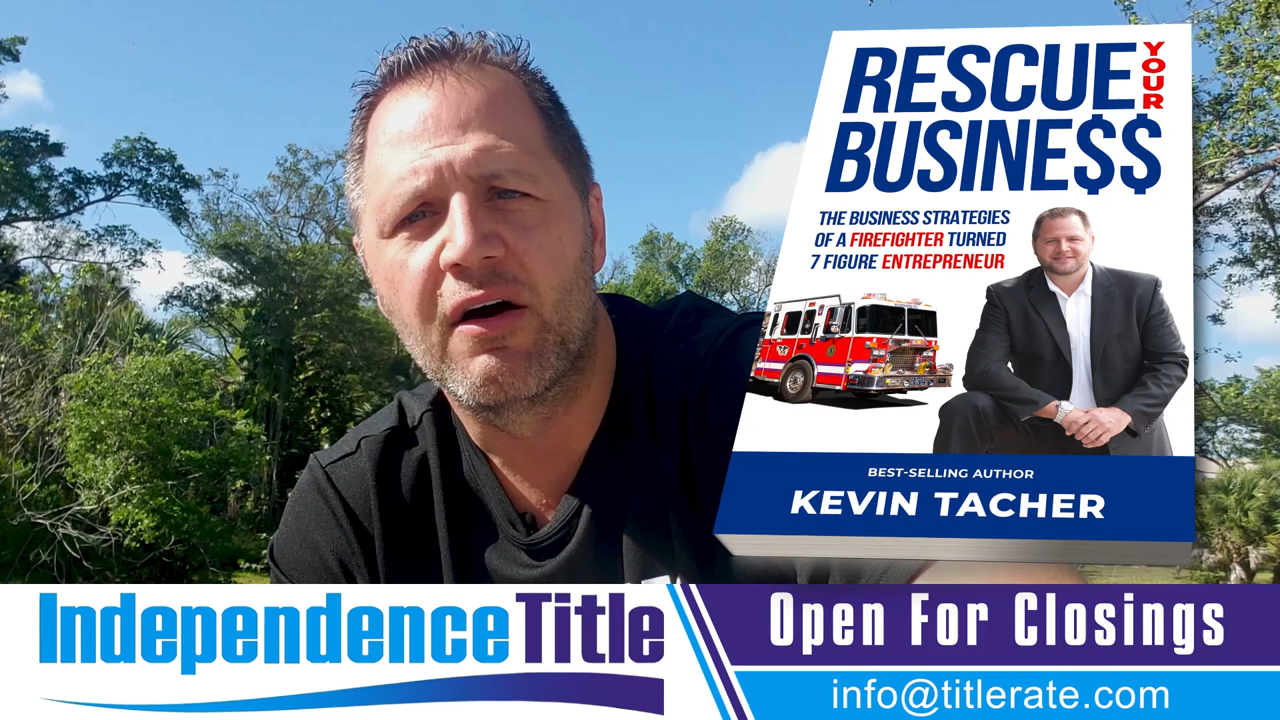 RESCUE YOUR
BUSINE$$
THE BUSINESS STRATEGIES
OF A FIREFIGHTER TURNED
7 FIGURE ENTREPRENEUR
BEST-SELLING AUTHOR
KEVIN TACHER
IndependenceTitle
Open For Closings
info@titlerate.com